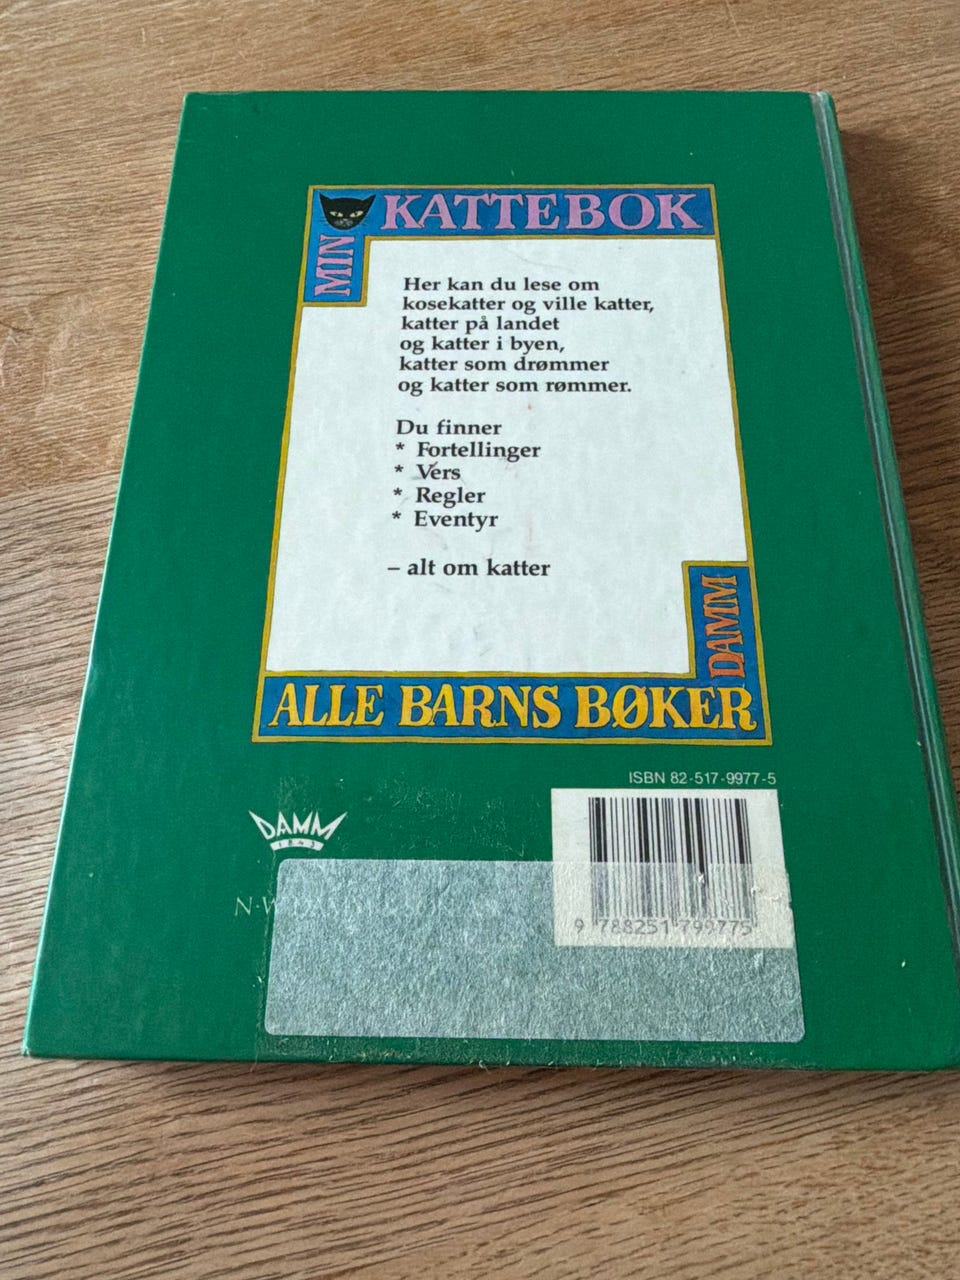 MIN KATTEBOK
Her kan du lese om
kosekatter og ville katter,
katter på landet
og katter i byen,
katter som drømmer
og katter som rømmer.
Du finner
* Fortellinger
* Vers
* Regler
* Eventyr
– alt om katter
DAMM
ALLE BARNS BØKER
ISBN 82-517-9977-5
DAMM
1843
9 788251 799775